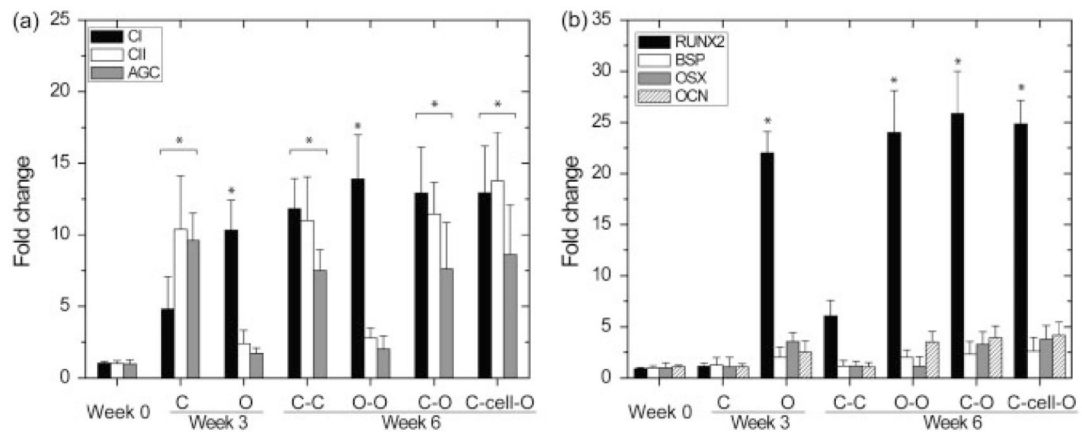 (a)
25
20
15
10
5
0
Fold change
CI
CII
AGC
* * * * *
Week 0 C O C-C O-O C-O C-cell-O
Week 3 Week 6
(b)
35
30
25
20
15
10
5
0
Fold change
RUNX2
BSP
OSX
OCN
* * * *
Week 0 C O C-C O-O C-O C-cell-O
Week 3 Week 6